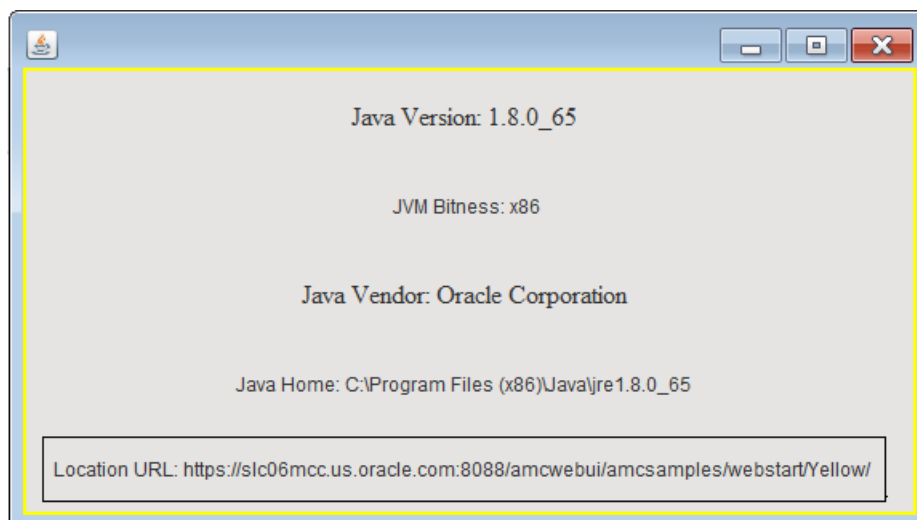 Java Version: 1.8.0_65
JVM Bitness: x86
Java Vendor: Oracle Corporation
Java Home: C:\Program Files (x86)\Java\jre1.8.0_65
Location URL: https://slc06mcc.us.oracle.com:8088/amcwebui/amcsamples/webstart/Yellow/